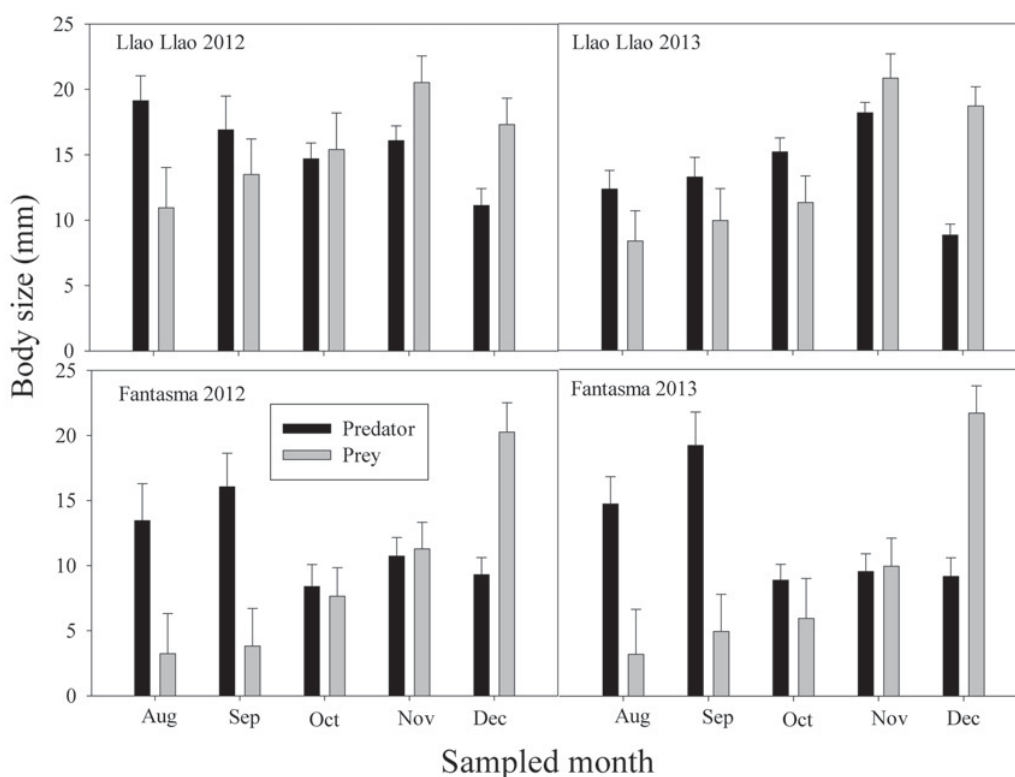 Llao Llao 2012
Llao Llao 2013
25
20
15
10
5
0
Body size (mm)
Fantasma 2012
Fantasma 2013
Predator
Prey
25
20
15
10
5
0
Aug Sep Oct Nov Dec
Aug Sep Oct Nov Dec
Sampled month